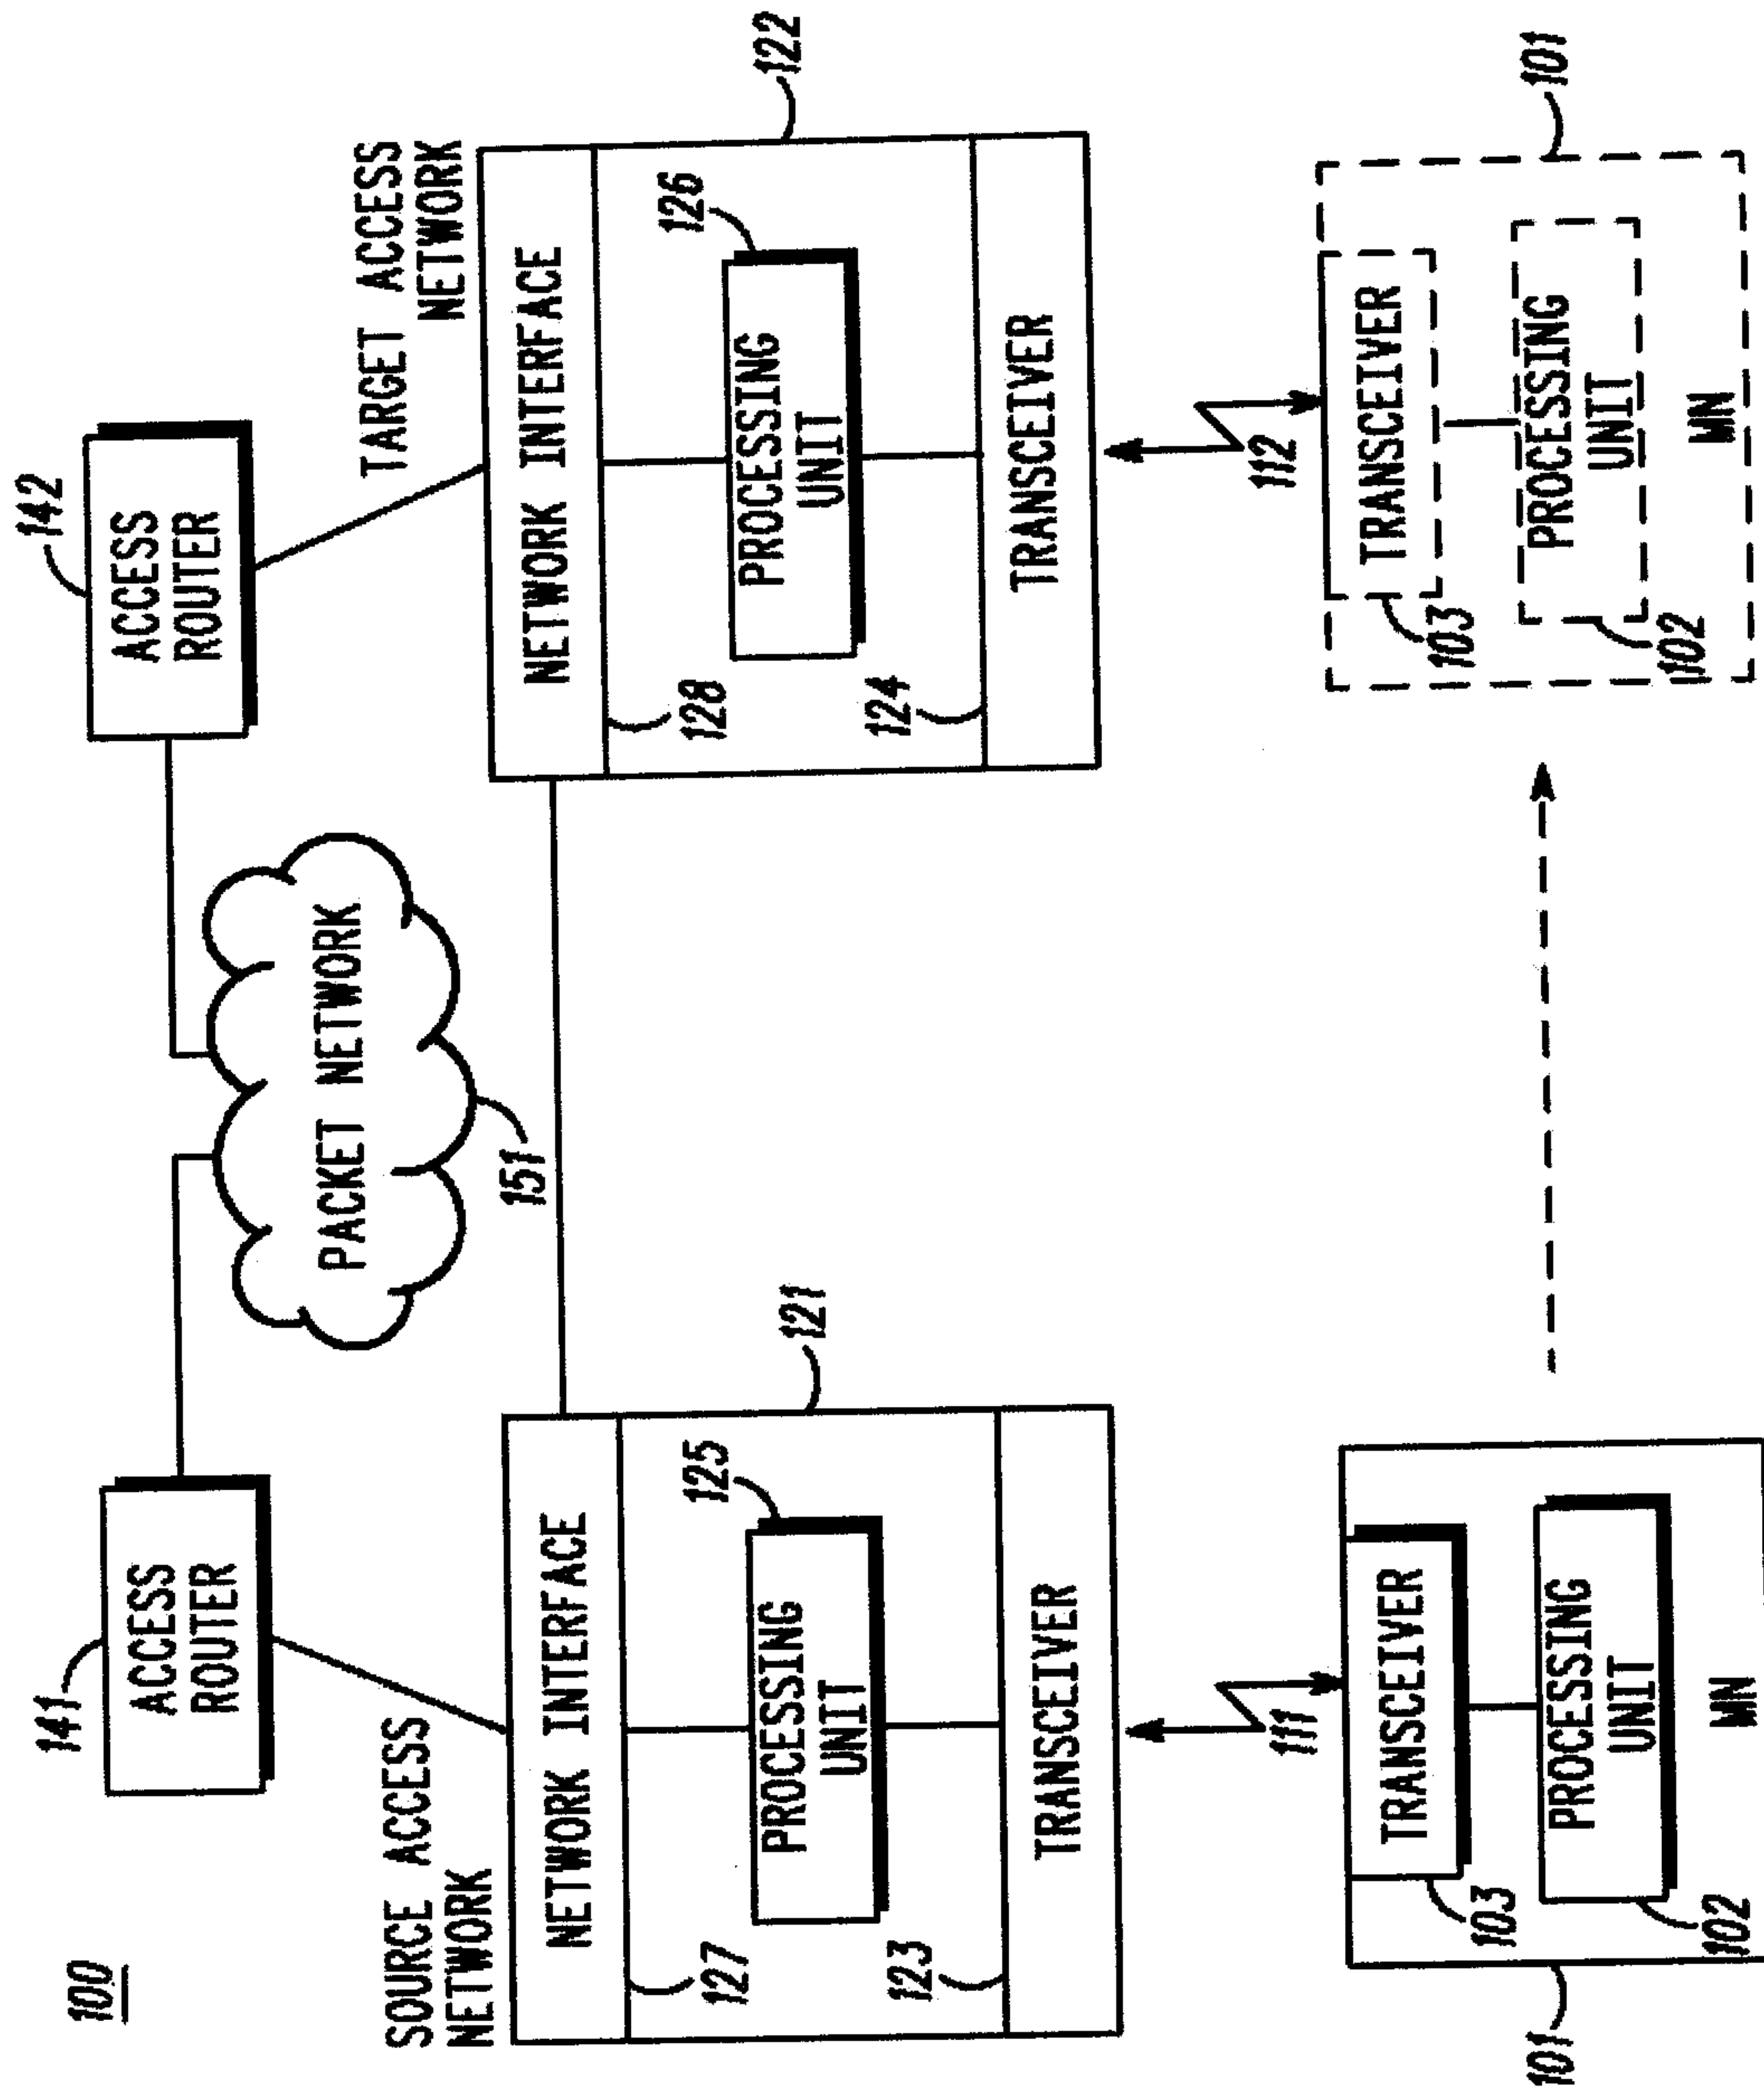 100
141
ACCESS
ROUTER
142
ACCESS
ROUTER
PACKET NETWORK
151
SOURCE ACCESS
NETWORK
TARGET ACCESS
NETWORK
NETWORK INTERFACE
127
125
PROCESSING
UNIT
123
TRANSCEIVER
121
NETWORK INTERFACE
128
126
PROCESSING
UNIT
124
TRANSCEIVER
122
111
112
101
TRANSCEIVER
103
PROCESSING
UNIT
102
MN
TRANSCEIVER
103
PROCESSING
UNIT
102
MN
101